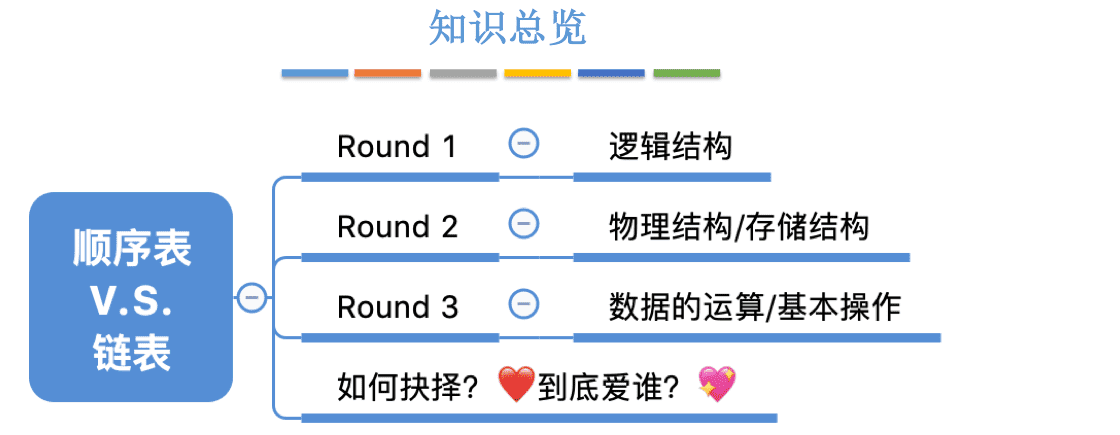 知识总览
顺序表
V.S.
链表
Round 1
逻辑结构
Round 2
物理结构/存储结构
Round 3
数据的运算/基本操作
如何抉择？❤️到底爱谁？💖